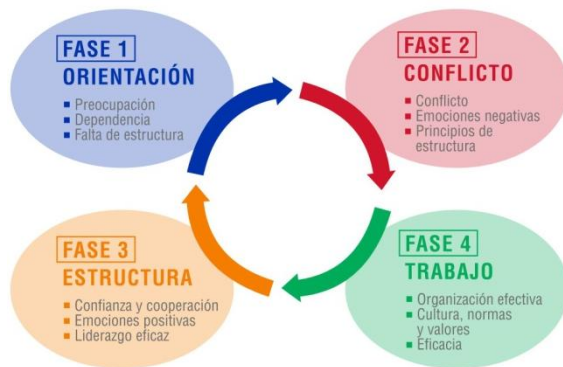 FASE 1
ORIENTACIÓN
Preocupación
Dependencia
Falta de estructura
FASE 2
CONFLICTO
Conflicto
Emociones negativas
Principios de
estructura
FASE 3
ESTRUCTURA
Confianza y cooperación
Emociones positivas
Liderazgo eficaz
FASE 4
TRABAJO
Organización efectiva
Cultura, normas
y valores
Eficacia